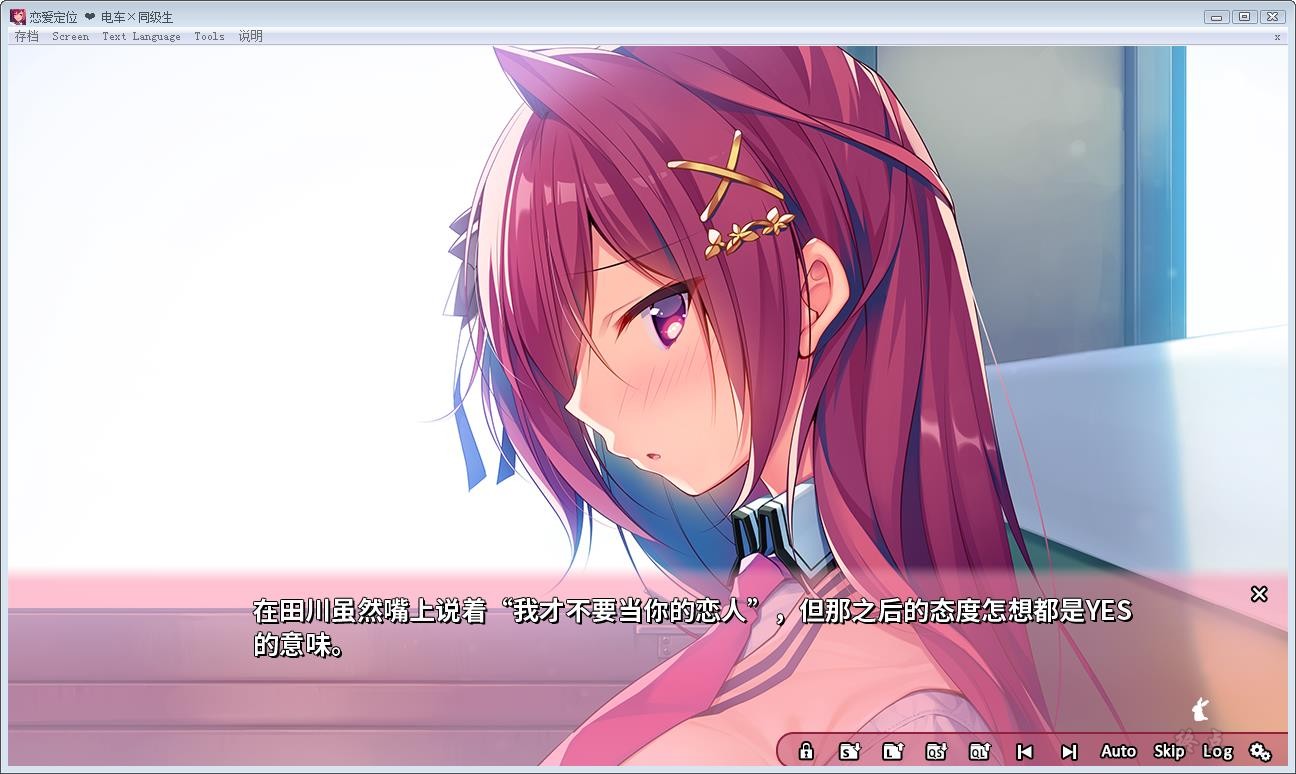 恋爱定位 ❤ 电车×同级生
存档 Screen Text Language Tools 说明
在田川虽然嘴上说着“我才不要当你的恋人”，但那之后的态度怎想都是YES
的意味。
S L QS QL Auto Skip Log